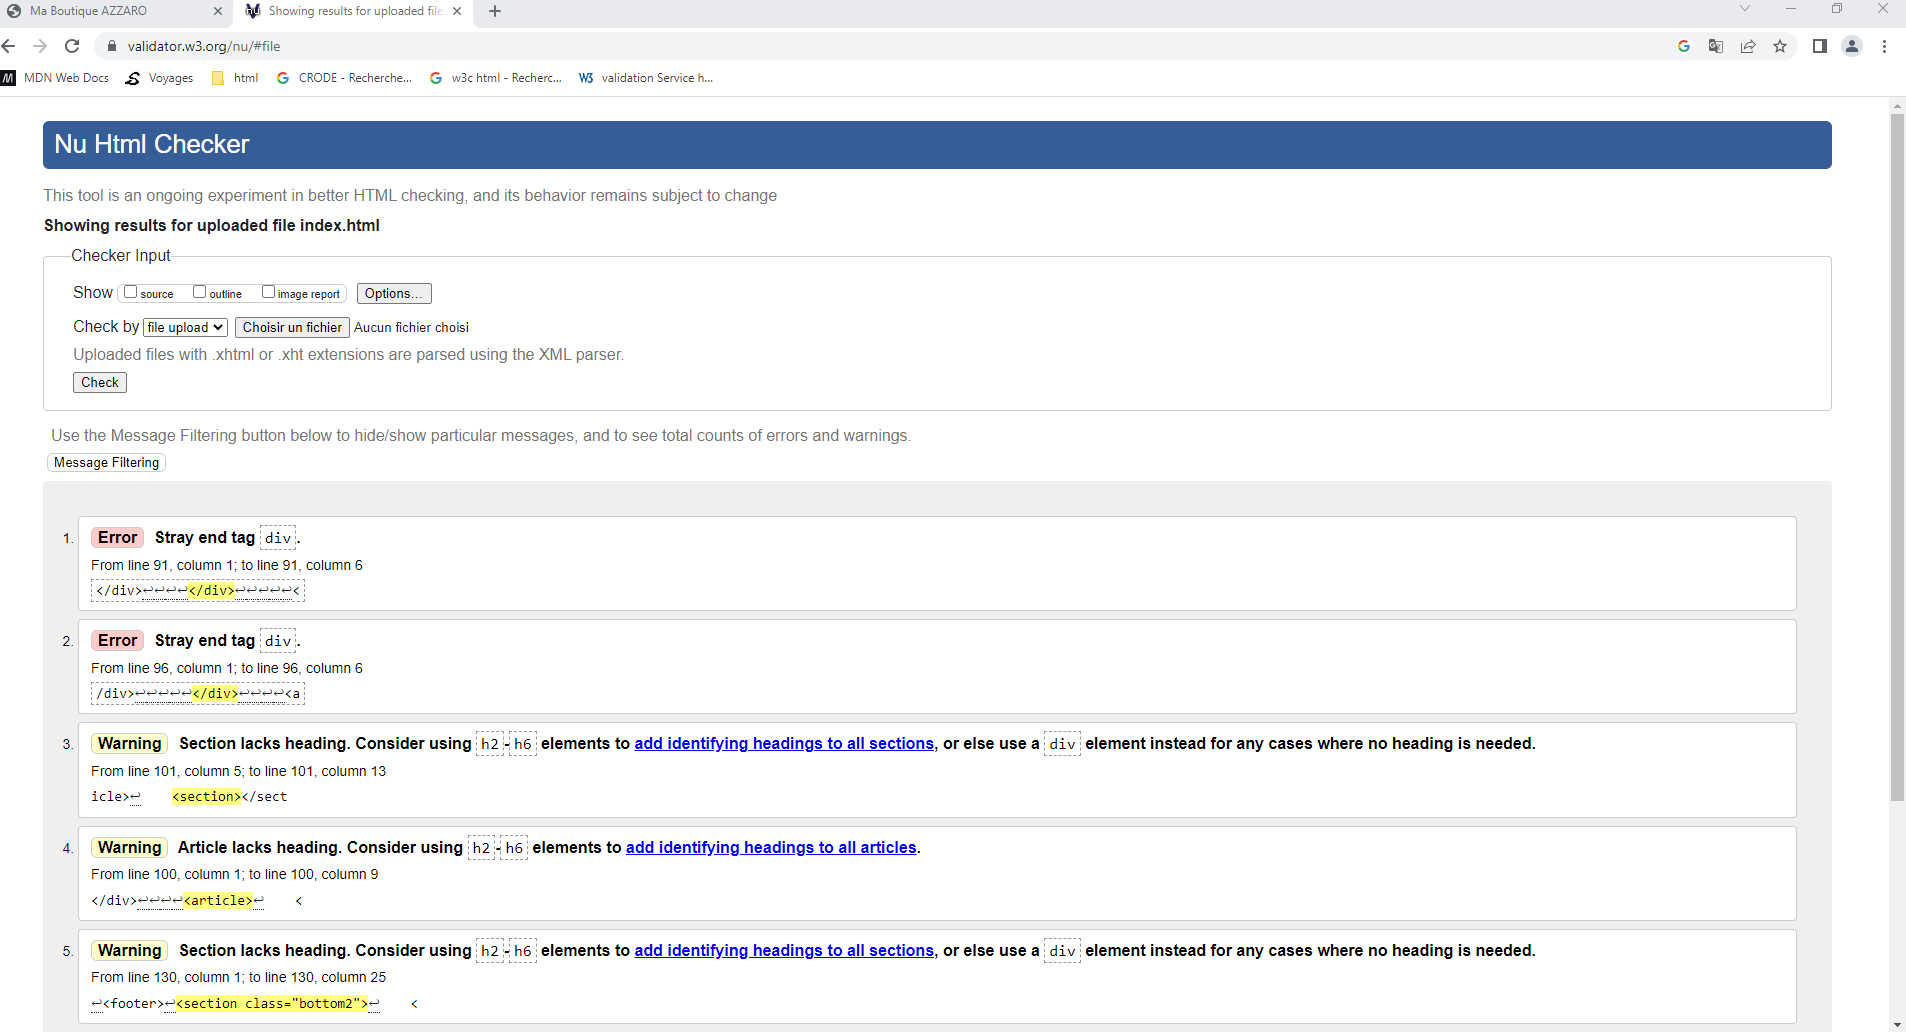 Ma Boutique AZZARO
Showing results for uploaded file
validator.w3.org/nu/#file
MDN Web Docs
Voyages
html
CRODE - Recherche...
w3c html - Recherc...
validation Service h...
Nu Html Checker
This tool is an ongoing experiment in better HTML checking, and its behavior remains subject to change
Showing results for uploaded file index.html
Checker Input
Show source outline image report Options...
Check by file upload Choisir un fichier Aucun fichier choisi
Uploaded files with .xhtml or .xht extensions are parsed using the XML parser.
Check
Use the Message Filtering button below to hide/show particular messages, and to see total counts of errors and warnings.
Message Filtering
1. Error Stray end tag div.
From line 91, column 1; to line 91, column 6
</div>↩↩↩↩</div>↩↩↩↩↩<
2. Error Stray end tag div.
From line 96, column 1; to line 96, column 6
/div>↩↩↩↩↩</div>↩↩↩↩<a
3. Warning Section lacks heading. Consider using h2-h6 elements to add identifying headings to all sections, or else use a div element instead for any cases where no heading is needed.
From line 101, column 5; to line 101, column 13
icle>↩ <section></sect
4. Warning Article lacks heading. Consider using h2-h6 elements to add identifying headings to all articles.
From line 100, column 1; to line 100, column 9
</div>↩↩↩↩<article>↩ <
5. Warning Section lacks heading. Consider using h2-h6 elements to add identifying headings to all sections, or else use a div element instead for any cases where no heading is needed.
From line 130, column 1; to line 130, column 25
↩<footer>↩<section class="bottom2">↩ <